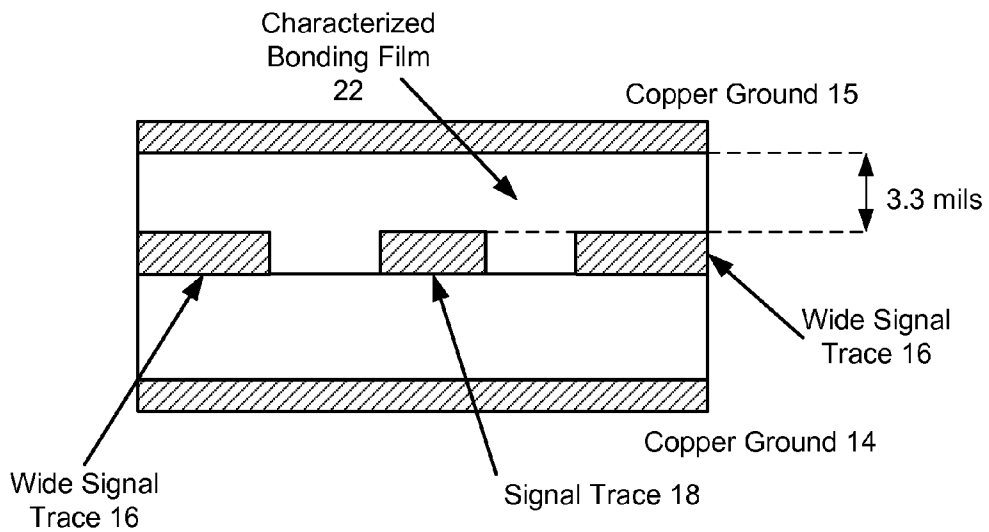 Characterized
Bonding Film
22
Copper Ground 15
3.3 mils
Wide Signal
Trace 16
Copper Ground 14
Wide Signal
Trace 16
Signal Trace 18